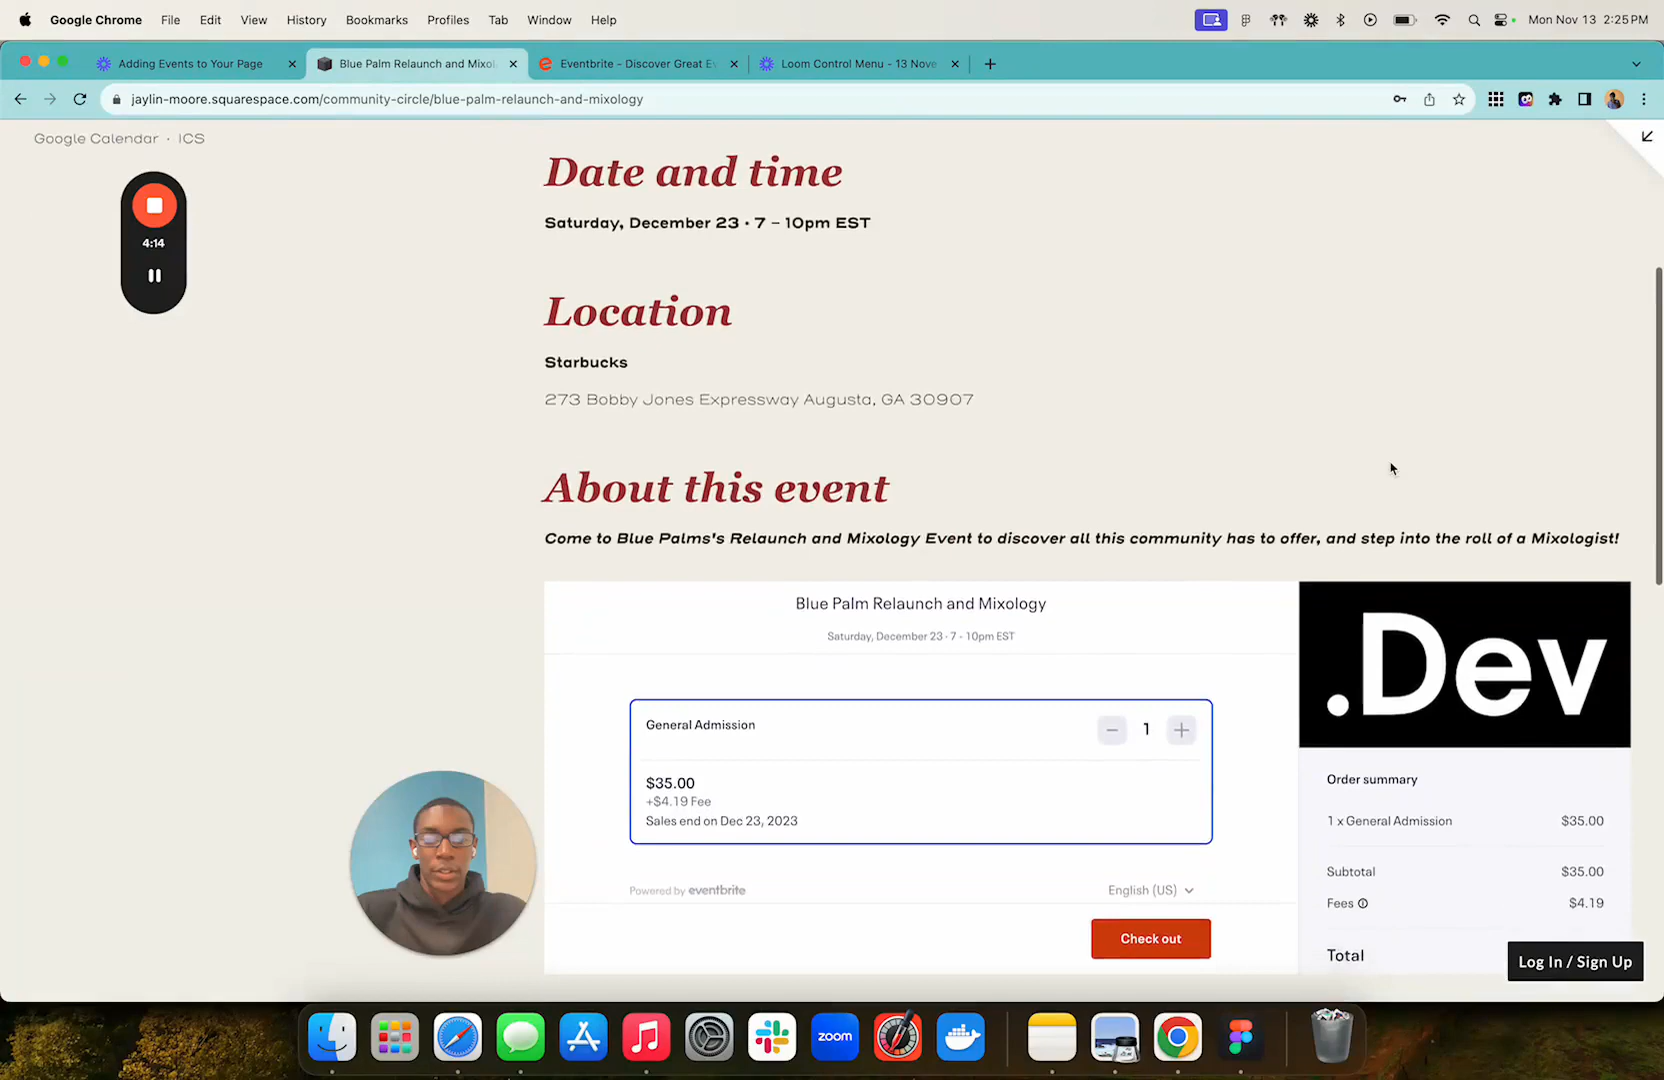 Google Chrome File Edit View History Bookmarks Profiles Tab Window Help Mon Nov 13 2:25 PM
Adding Events to Your Page Blue Palm Relaunch and Mixol Eventbrite - Discover Great Ev Loom Control Menu - 13 Nove
jaylin-moore.squarespace.com/community-circle/blue-palm-relaunch-and-mixology
Google Calendar · ICS
4:14
Date and time
Saturday, December 23 • 7 – 10pm EST
Location
Starbucks
273 Bobby Jones Expressway Augusta, GA 30907
About this event
Come to Blue Palms's Relaunch and Mixology Event to discover all this community has to offer, and step into the roll of a Mixologist!
Blue Palm Relaunch and Mixology
Saturday, December 23 · 7 - 10pm EST
General Admission
1
$35.00
+$4.19 Fee
Sales end on Dec 23, 2023
Powered by eventbrite
English (US)
Check out
.Dev
Order summary
1 x General Admission $35.00
Subtotal $35.00
Fees $4.19
Total
Log In / Sign Up
zoom